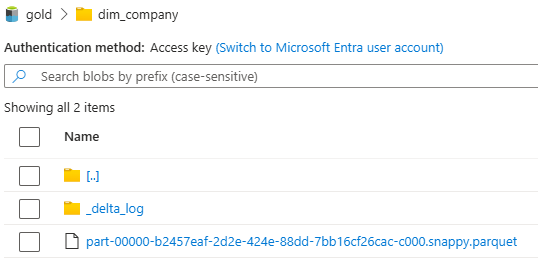 gold > dim_company
Authentication method: Access key (Switch to Microsoft Entra user account)
Search blobs by prefix (case-sensitive)
Showing all 2 items
Name
[..]
_delta_log
part-00000-b2457eaf-2d2e-424e-88dd-7bb16cf26cac-c000.snappy.parquet